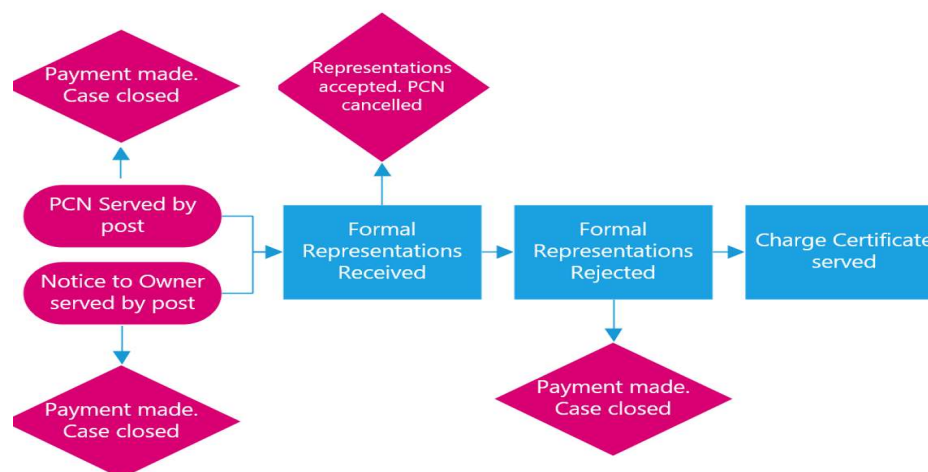 Payment made.
Case closed
Representations
accepted. PCN
cancelled
PCN Served by
post
Notice to Owner
served by post
Formal
Representations
Received
Formal
Representations
Rejected
Charge Certificate
served
Payment made.
Case closed
Payment made.
Case closed